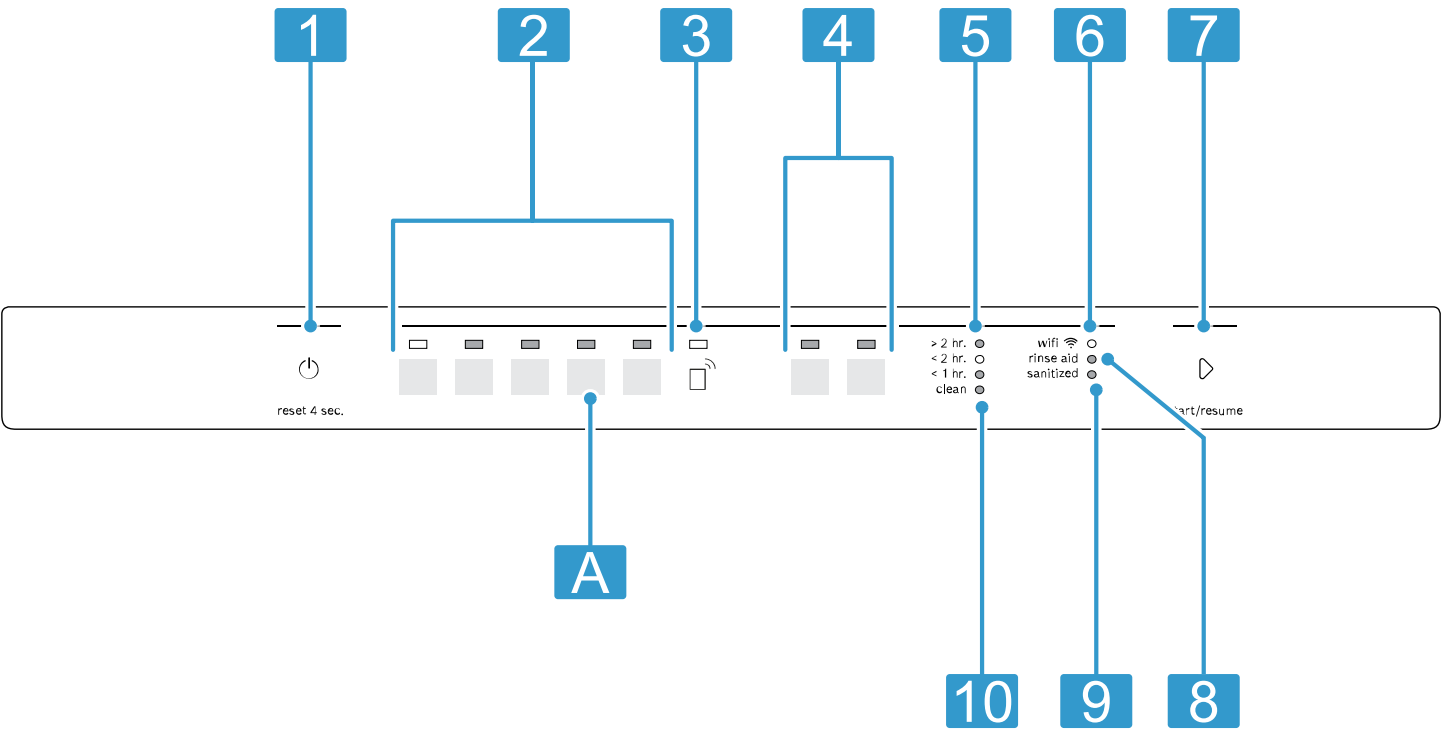 1 2 3 4 5 6 7
> 2 hr.
< 2 hr.
< 1 hr.
clean
wifi
rinse aid
sanitized
reset 4 sec.
art/resume
A
10 9 8